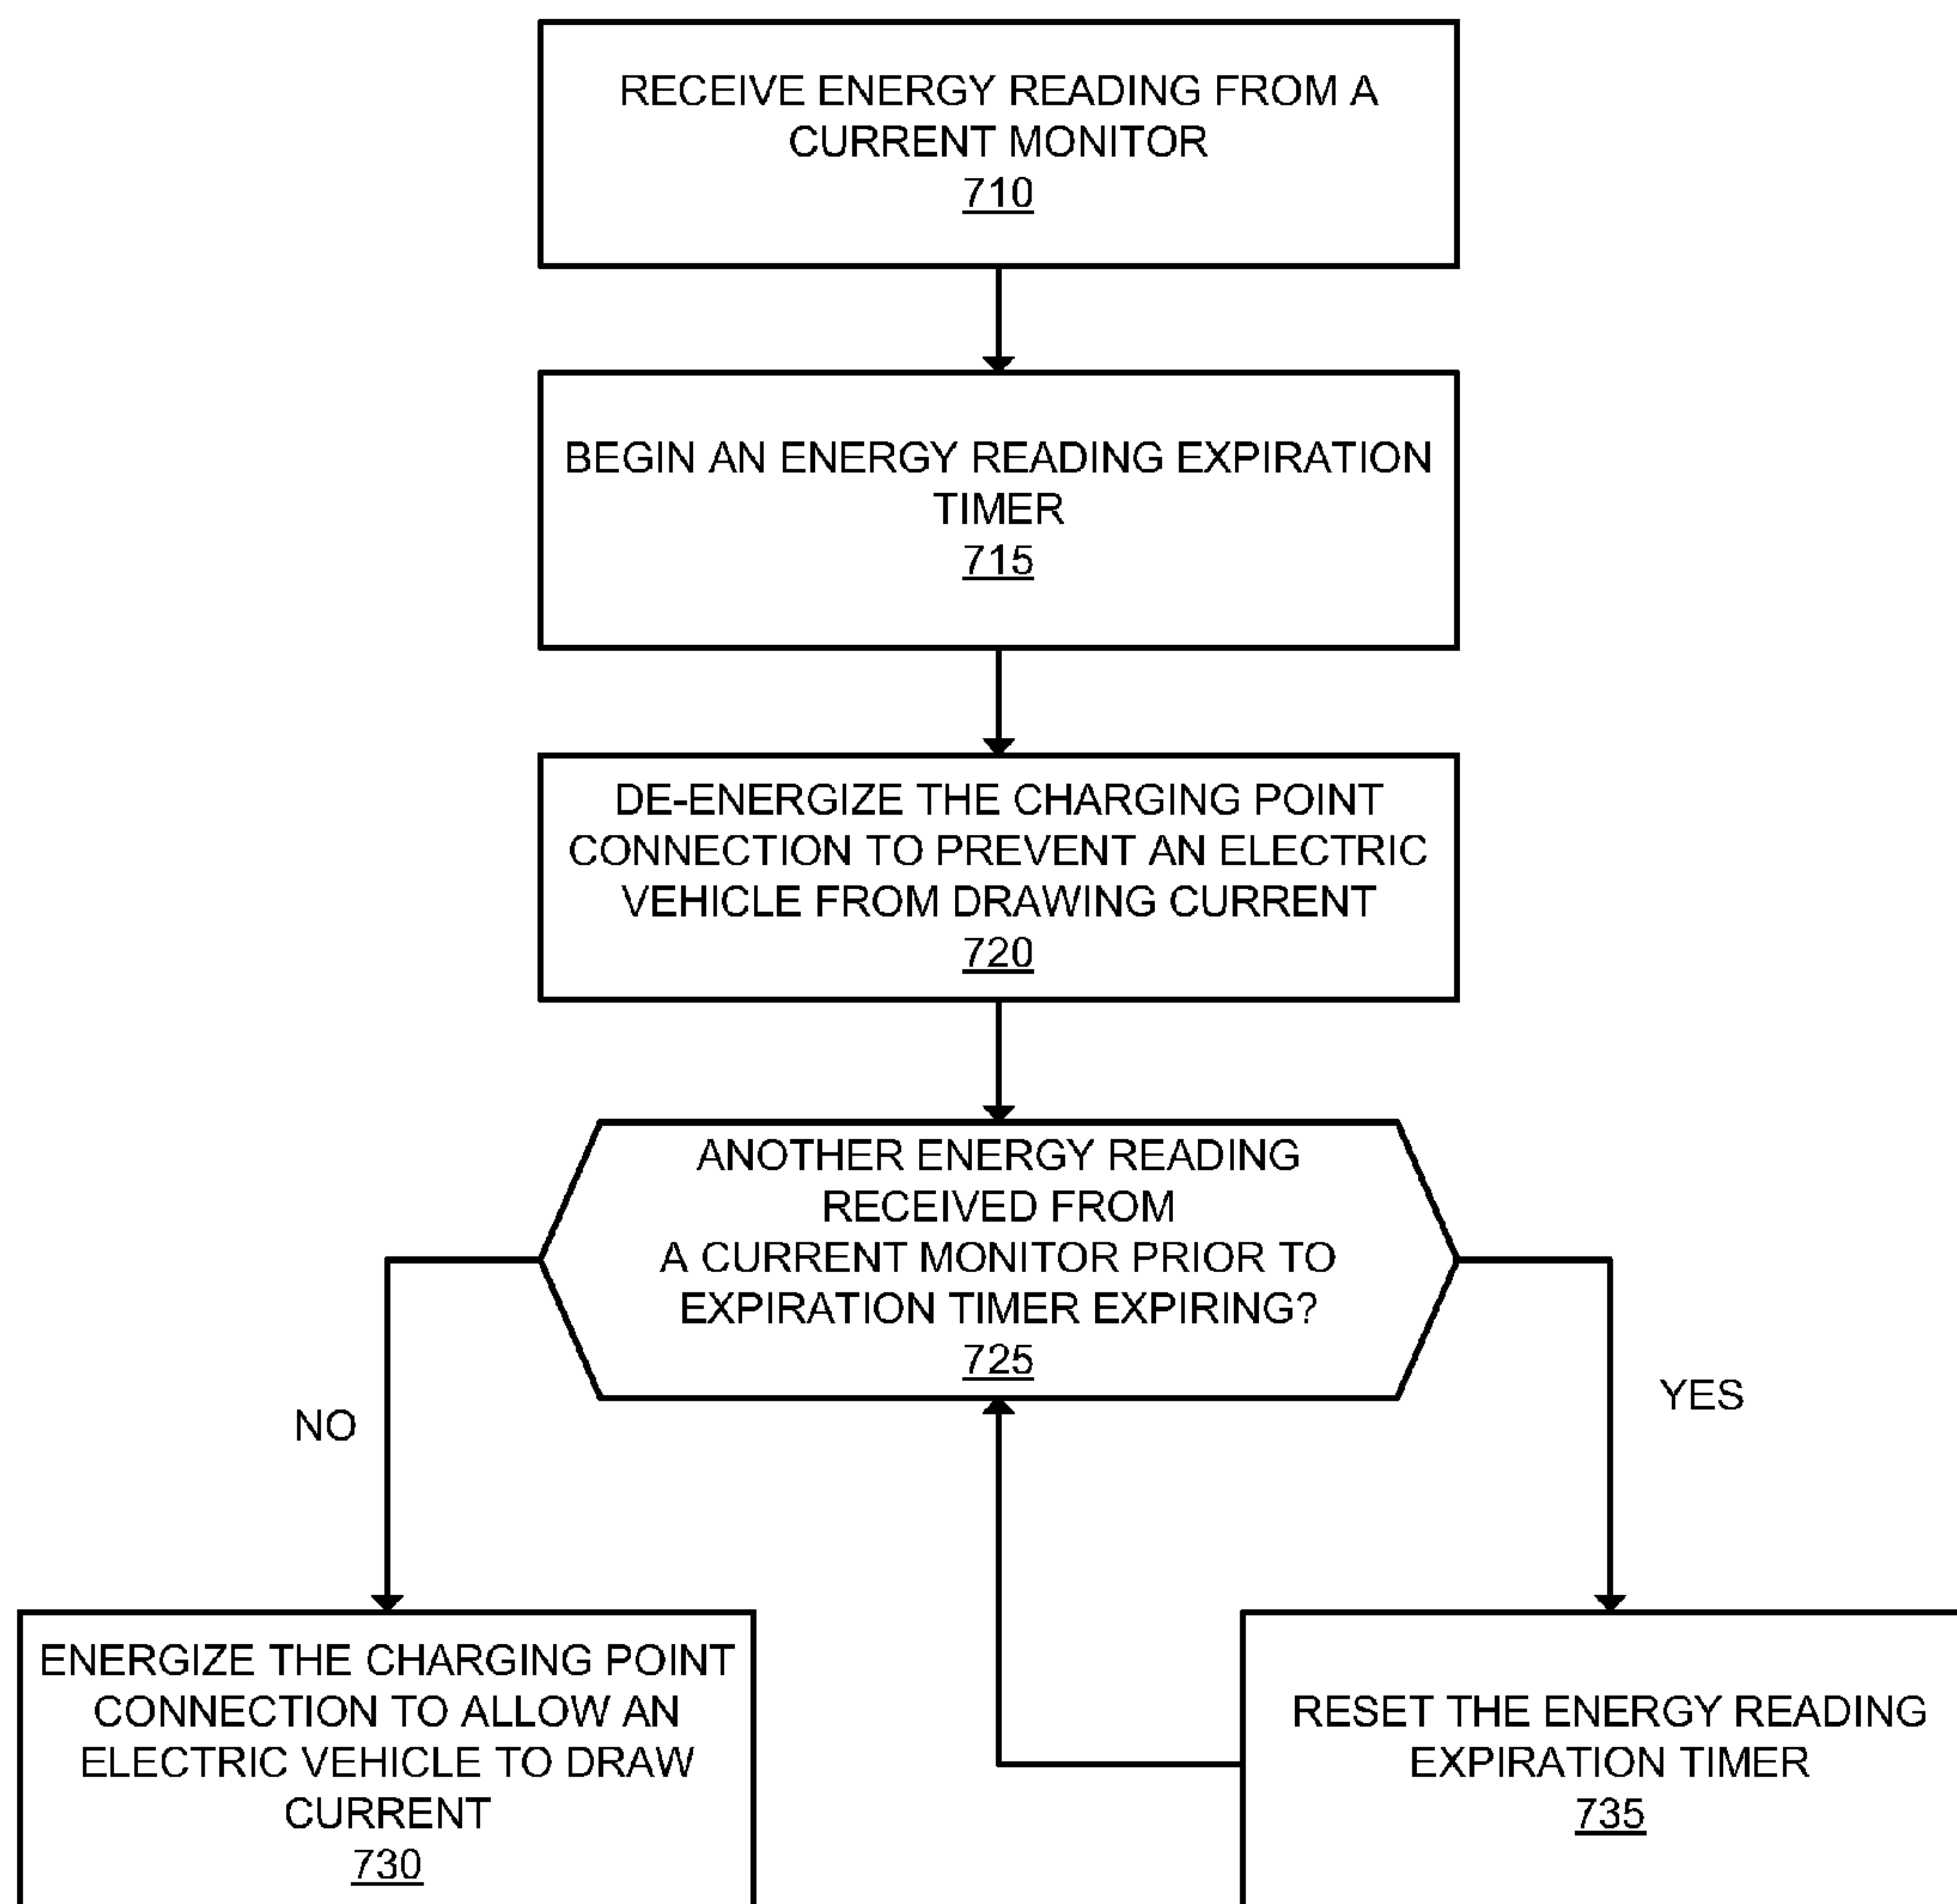 RECEIVE ENERGY READING FROM A
CURRENT MONITOR
710
BEGIN AN ENERGY READING EXPIRATION
TIMER
715
DE-ENERGIZE THE CHARGING POINT
CONNECTION TO PREVENT AN ELECTRIC
VEHICLE FROM DRAWING CURRENT
720
ANOTHER ENERGY READING
RECEIVED FROM
A CURRENT MONITOR PRIOR TO
EXPIRATION TIMER EXPIRING?
725
NO
YES
ENERGIZE THE CHARGING POINT
CONNECTION TO ALLOW AN
ELECTRIC VEHICLE TO DRAW
CURRENT
730
RESET THE ENERGY READING
EXPIRATION TIMER
735